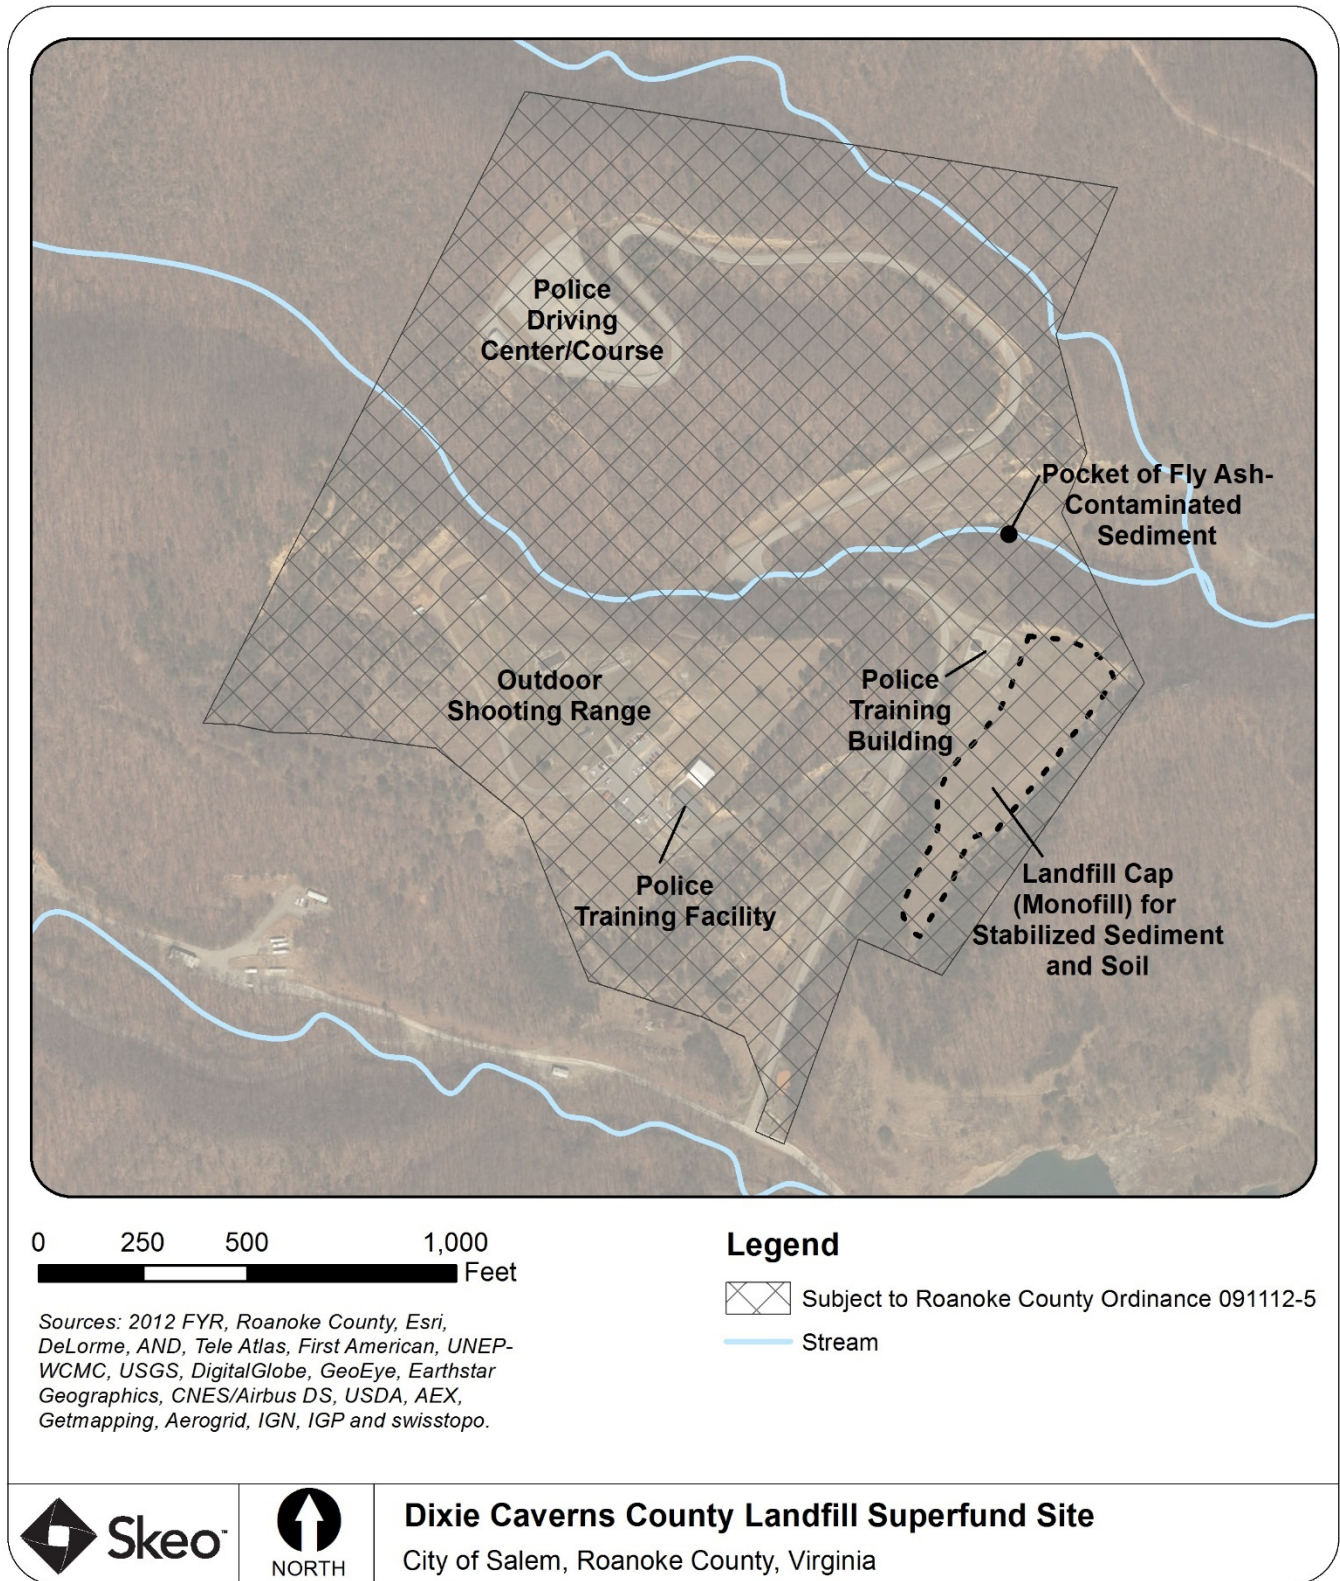 Police
Driving
Center/Course
Pocket of Fly Ash-
Contaminated
Sediment
Outdoor
Shooting Range
Police
Training
Building
Police
Training Facility
Landfill Cap
(Monofill) for
Stabilized Sediment
and Soil
0 250 500 1,000
Feet
Sources: 2012 FYR, Roanoke County, Esri,
DeLorme, AND, Tele Atlas, First American, UNEP-
WCMC, USGS, DigitalGlobe, GeoEye, Earthstar
Geographics, CNES/Airbus DS, USDA, AEX,
Getmapping, Aerogrid, IGN, IGP and swisstopo.
Legend
Subject to Roanoke County Ordinance 091112-5
Stream
Skeo™
NORTH
Dixie Caverns County Landfill Superfund Site
City of Salem, Roanoke County, Virginia